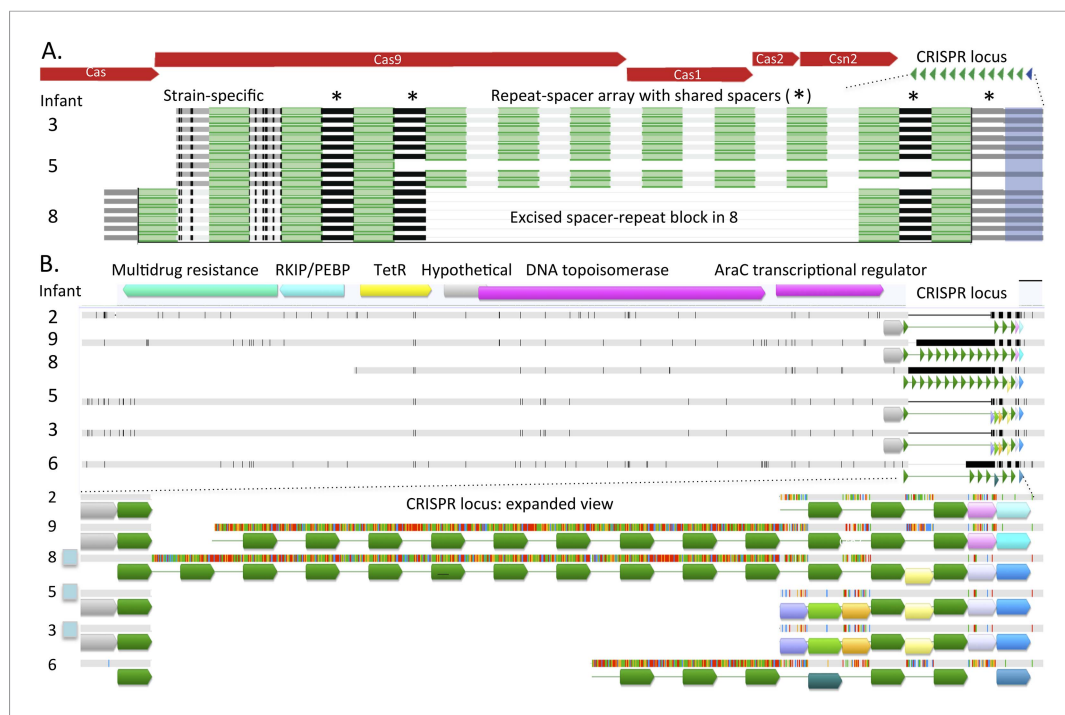 A.
Cas
Cas9
Cas1
Cas2
Csn2
CRISPR locus
Infant
Strain-specific
*
*
Repeat-spacer array with shared spacers (*)
*
*
3
5
8
Excised spacer-repeat block in 8
B.
Infant
Multidrug resistance
RKIP/PEBP
TetR
Hypothetical
DNA topoisomerase
AraC transcriptional regulator
CRISPR locus
2
9
8
5
3
6
CRISPR locus: expanded view
2
9
8
5
3
6